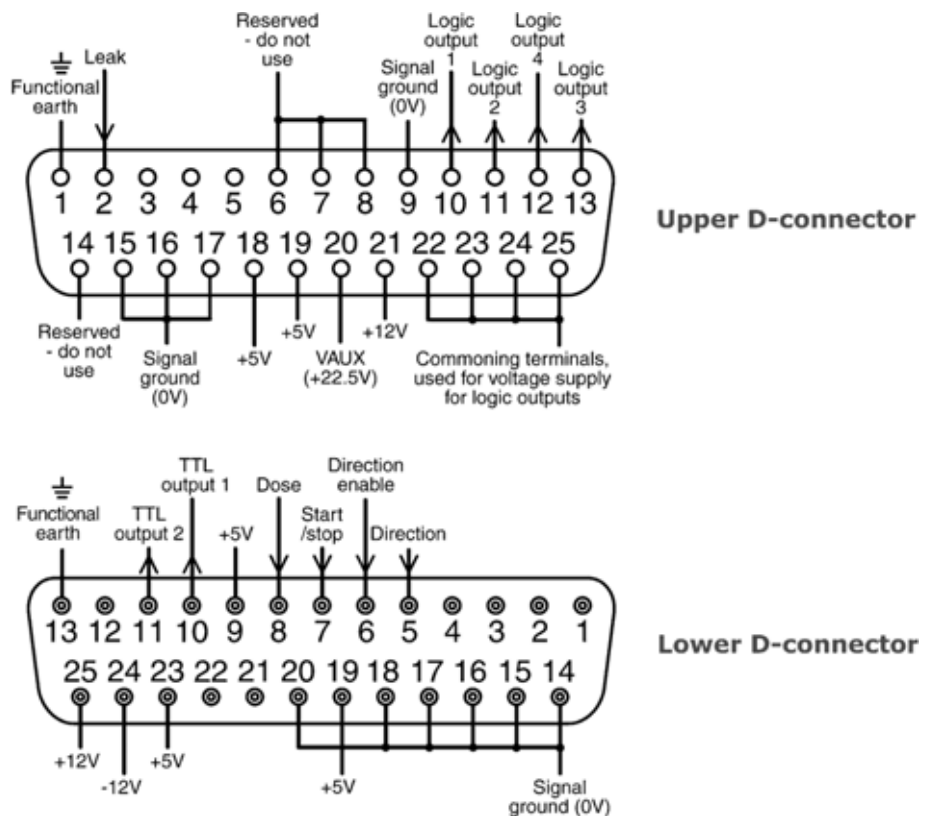 Reserved
- do not
use
Logic
output
1
Logic
output
4
Leak
Functional
earth
Signal
ground
(0V)
Logic
output
2
Logic
output
3
1 2 3 4 5 6 7 8 9 10 11 12 13
14 15 16 17 18 19 20 21 22 23 24 25
Upper D-connector
Reserved
- do not
use
Signal
ground
(0V)
+5V
+5V
VAUX
(+22.5V)
+12V
Commoning terminals,
used for voltage supply
for logic outputs
TTL
output 1
Direction
enable
Functional
earth
TTL
output 2
+5V
Dose
Start
/stop
Direction
13 12 11 10 9 8 7 6 5 4 3 2 1
25 24 23 22 21 20 19 18 17 16 15 14
Lower D-connector
+12V
-12V
+5V
+5V
Signal
ground (0V)